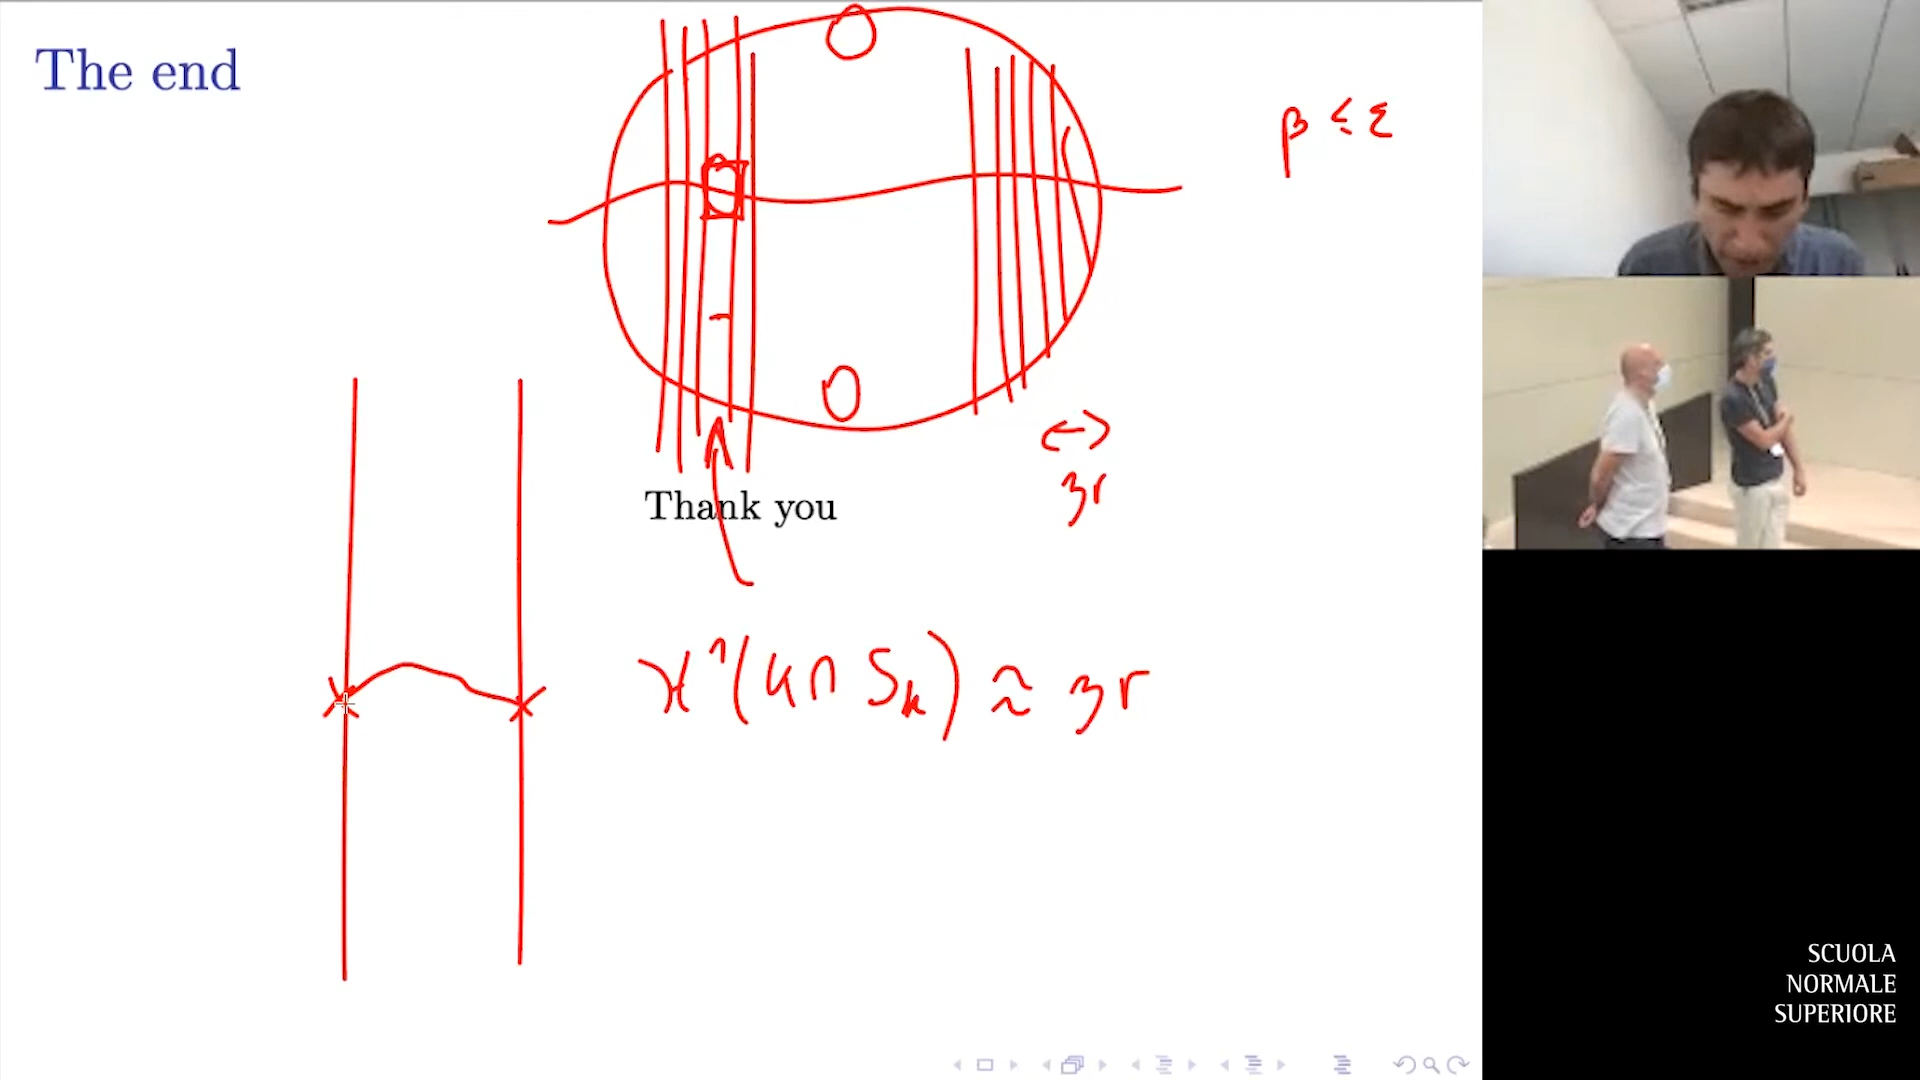 The end
β ≤ ε
3r
Thank you
H¹(K∩S_k) ≈ 3r
SCUOLA
NORMALE
SUPERIORE